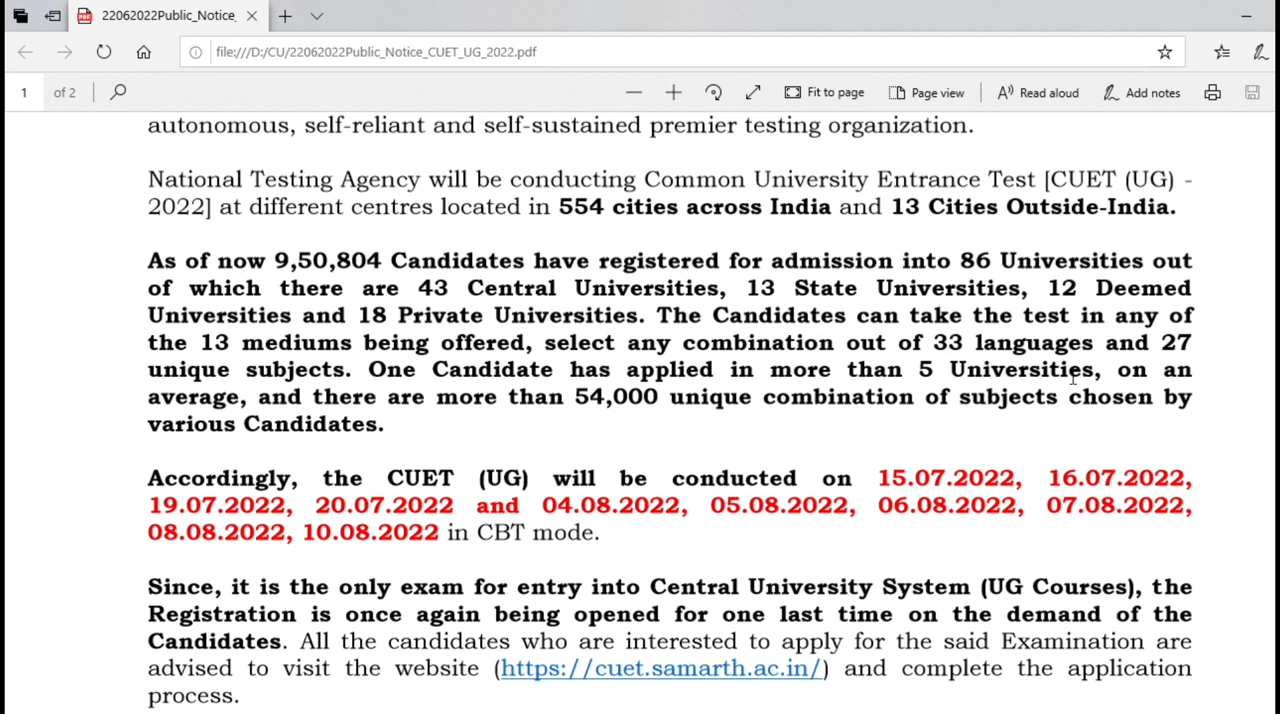 22062022Public_Notice_
file:///D:/CU/22062022Public_Notice_CUET_UG_2022.pdf
1 of 2 Fit to page Page view Read aloud Add notes
autonomous, self-reliant and self-sustained premier testing organization.
National Testing Agency will be conducting Common University Entrance Test [CUET (UG) -
2022] at different centres located in 554 cities across India and 13 Cities Outside-India.
As of now 9,50,804 Candidates have registered for admission into 86 Universities out
of which there are 43 Central Universities, 13 State Universities, 12 Deemed
Universities and 18 Private Universities. The Candidates can take the test in any of
the 13 mediums being offered, select any combination out of 33 languages and 27
unique subjects. One Candidate has applied in more than 5 Universities, on an
average, and there are more than 54,000 unique combination of subjects chosen by
various Candidates.
Accordingly, the CUET (UG) will be conducted on 15.07.2022, 16.07.2022,
19.07.2022, 20.07.2022 and 04.08.2022, 05.08.2022, 06.08.2022, 07.08.2022,
08.08.2022, 10.08.2022 in CBT mode.
Since, it is the only exam for entry into Central University System (UG Courses), the
Registration is once again being opened for one last time on the demand of the
Candidates. All the candidates who are interested to apply for the said Examination are
advised to visit the website (https://cuet.samarth.ac.in/) and complete the application
process.